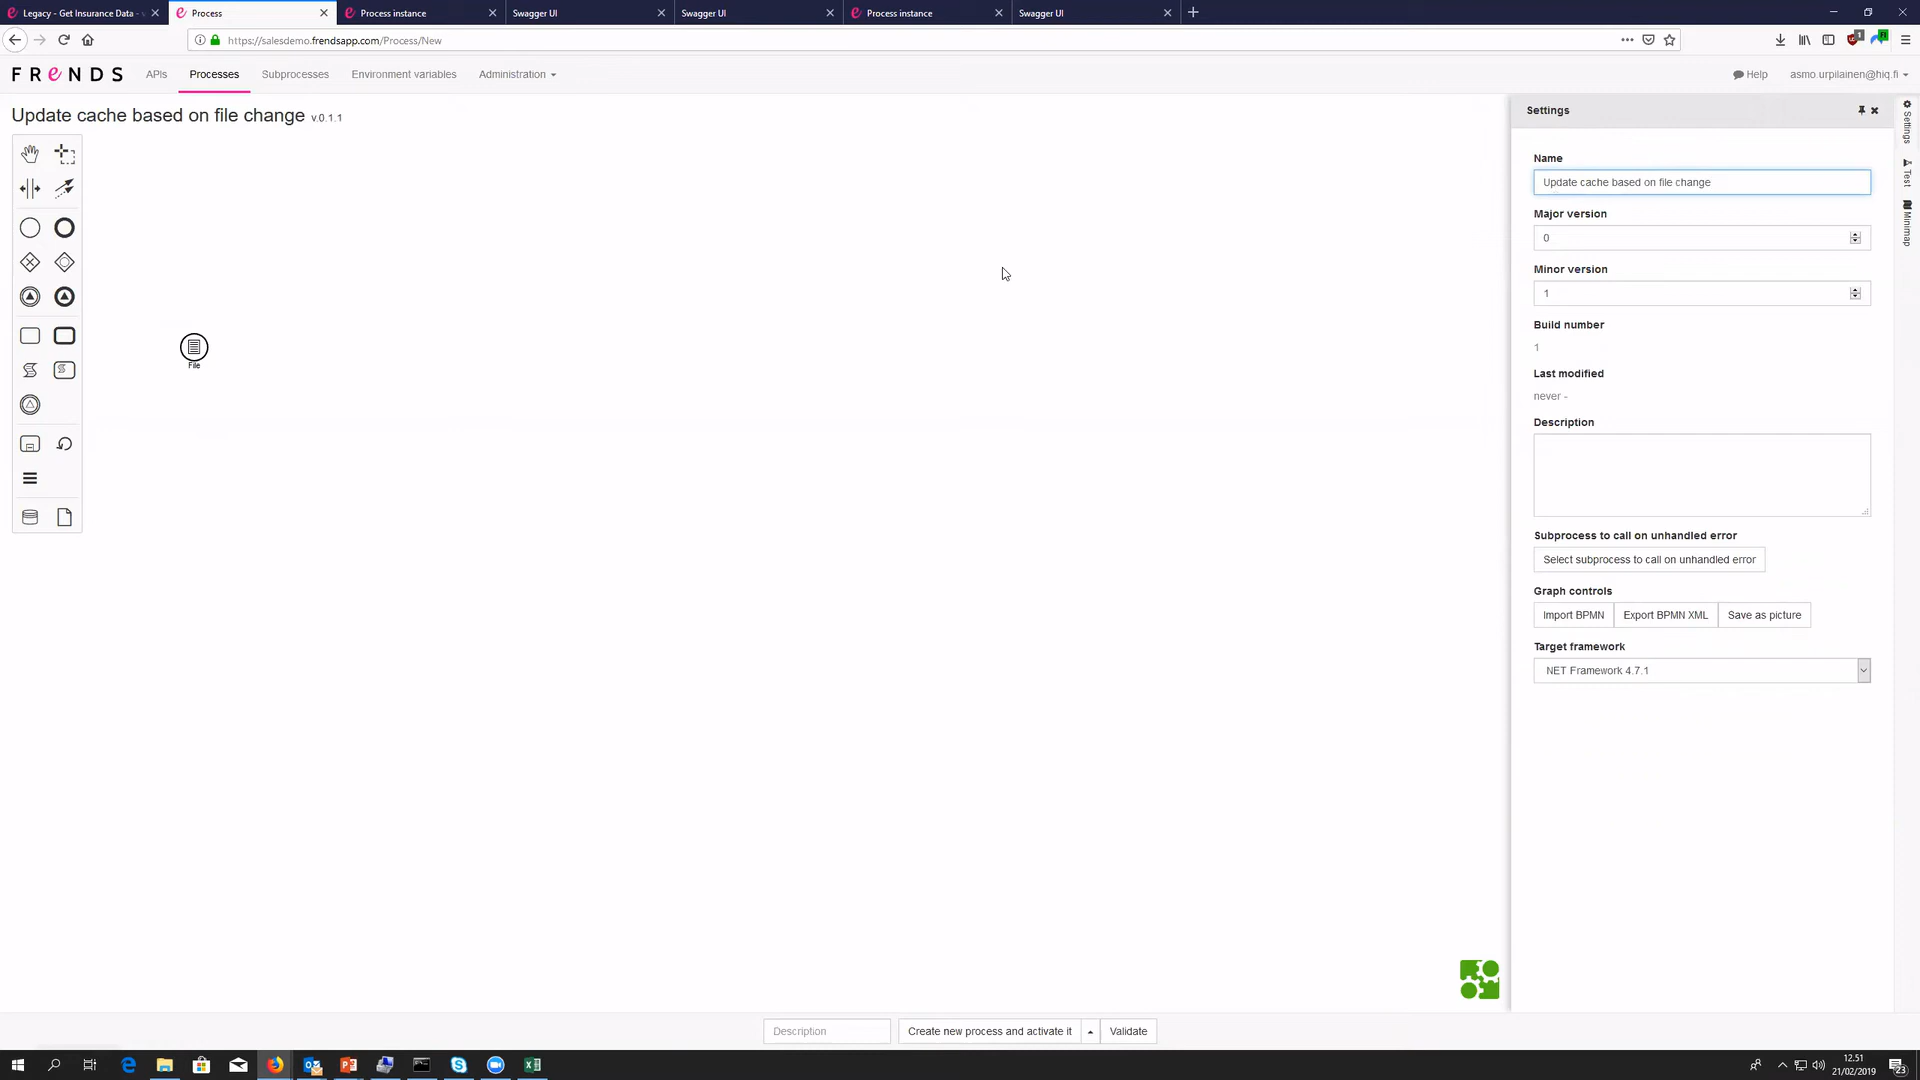 Legacy - Get Insurance Data -
Process
Process instance
Swagger UI
Swagger UI
Process instance
Swagger UI
https://salesdemo.frendsapp.com/Process/New
FReNDS
APIs
Processes
Subprocesses
Environment variables
Administration
Help
asmo.urpilainen@hiq.fi
Update cache based on file change v.0.1.1
File
Settings
Name
Update cache based on file change
Major version
0
Minor version
1
Build number
1
Last modified
never -
Description
Subprocess to call on unhandled error
Select subprocess to call on unhandled error
Graph controls
Import BPMN
Export BPMN XML
Save as picture
Target framework
NET Framework 4.7.1
Settings
Test
Minimap
Description
Create new process and activate it
Validate
12.51
21/02/2019
23